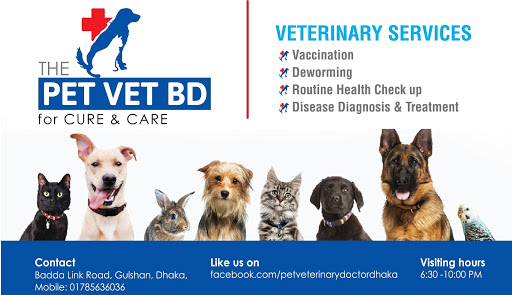 THE
PET VET BD
for CURE & CARE
VETERINARY SERVICES
Vaccination
Deworming
Routine Health Check up
Disease Diagnosis & Treatment
Contact
Badda Link Road, Gulshan, Dhaka,
Mobile: 01785636036
Like us on
facebook.com/petveterinarydoctordhaka
Visiting hours
6:30 -10:00 PM